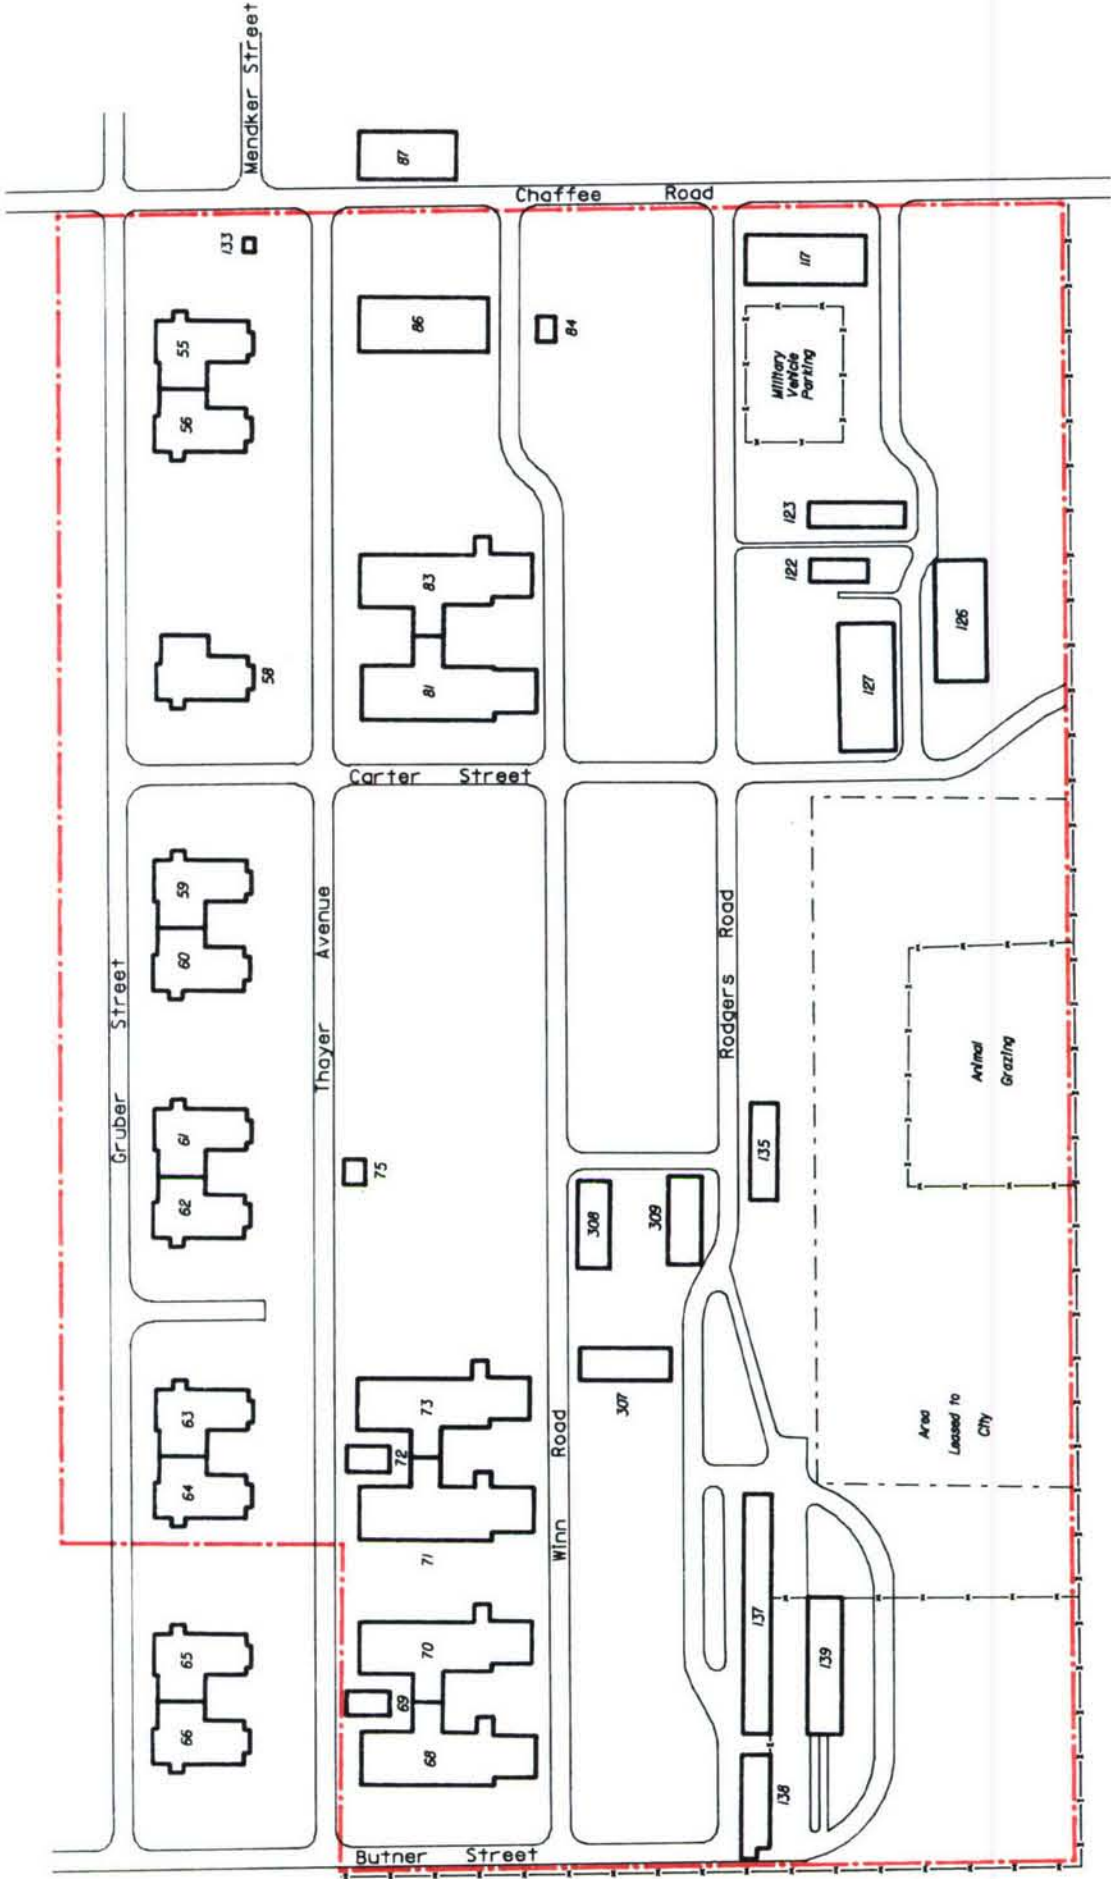 Mendker Street
87
Chaffee Road
133
55
56
86
84
117
Military
Vehicle
Parking
123
122
58
83
81
127
126
Carter Street
59
60
Gruber Street
Thayer Avenue
Rodgers Road
Animal
Grazing
61
62
75
308
309
135
63
64
73
72
71
307
Winn Road
Area
Leased to
City
65
66
70
69
68
137
139
138
Butner Street